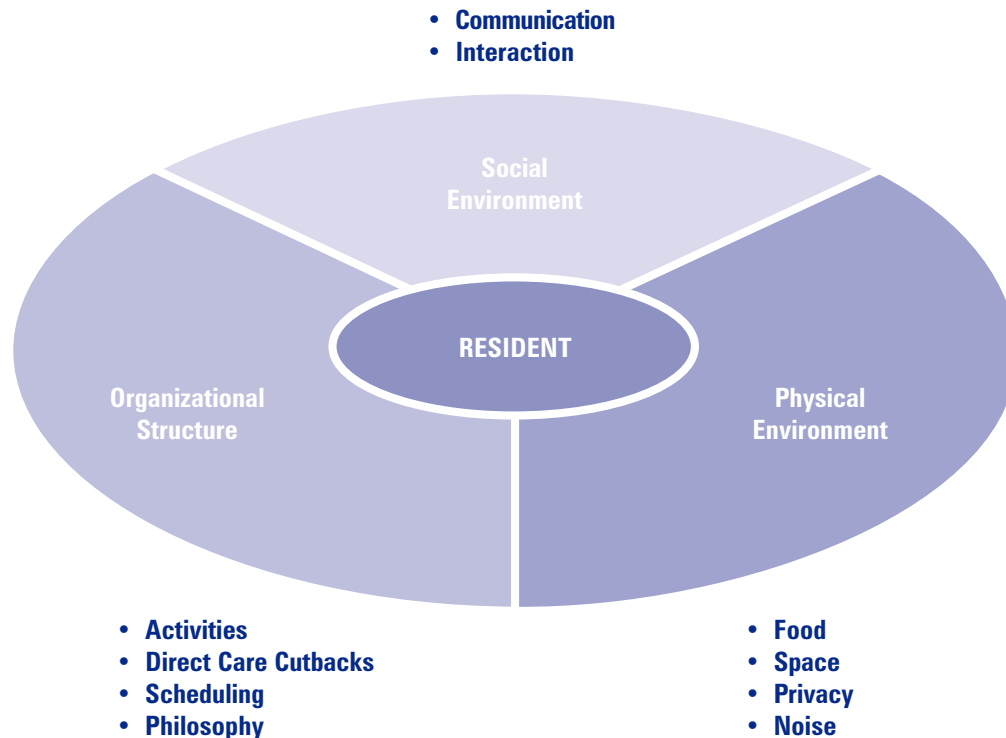 • Communication
• Interaction
Social
Environment
RESIDENT
Organizational
Structure
Physical
Environment
• Activities
• Direct Care Cutbacks
• Scheduling
• Philosophy
• Food
• Space
• Privacy
• Noise